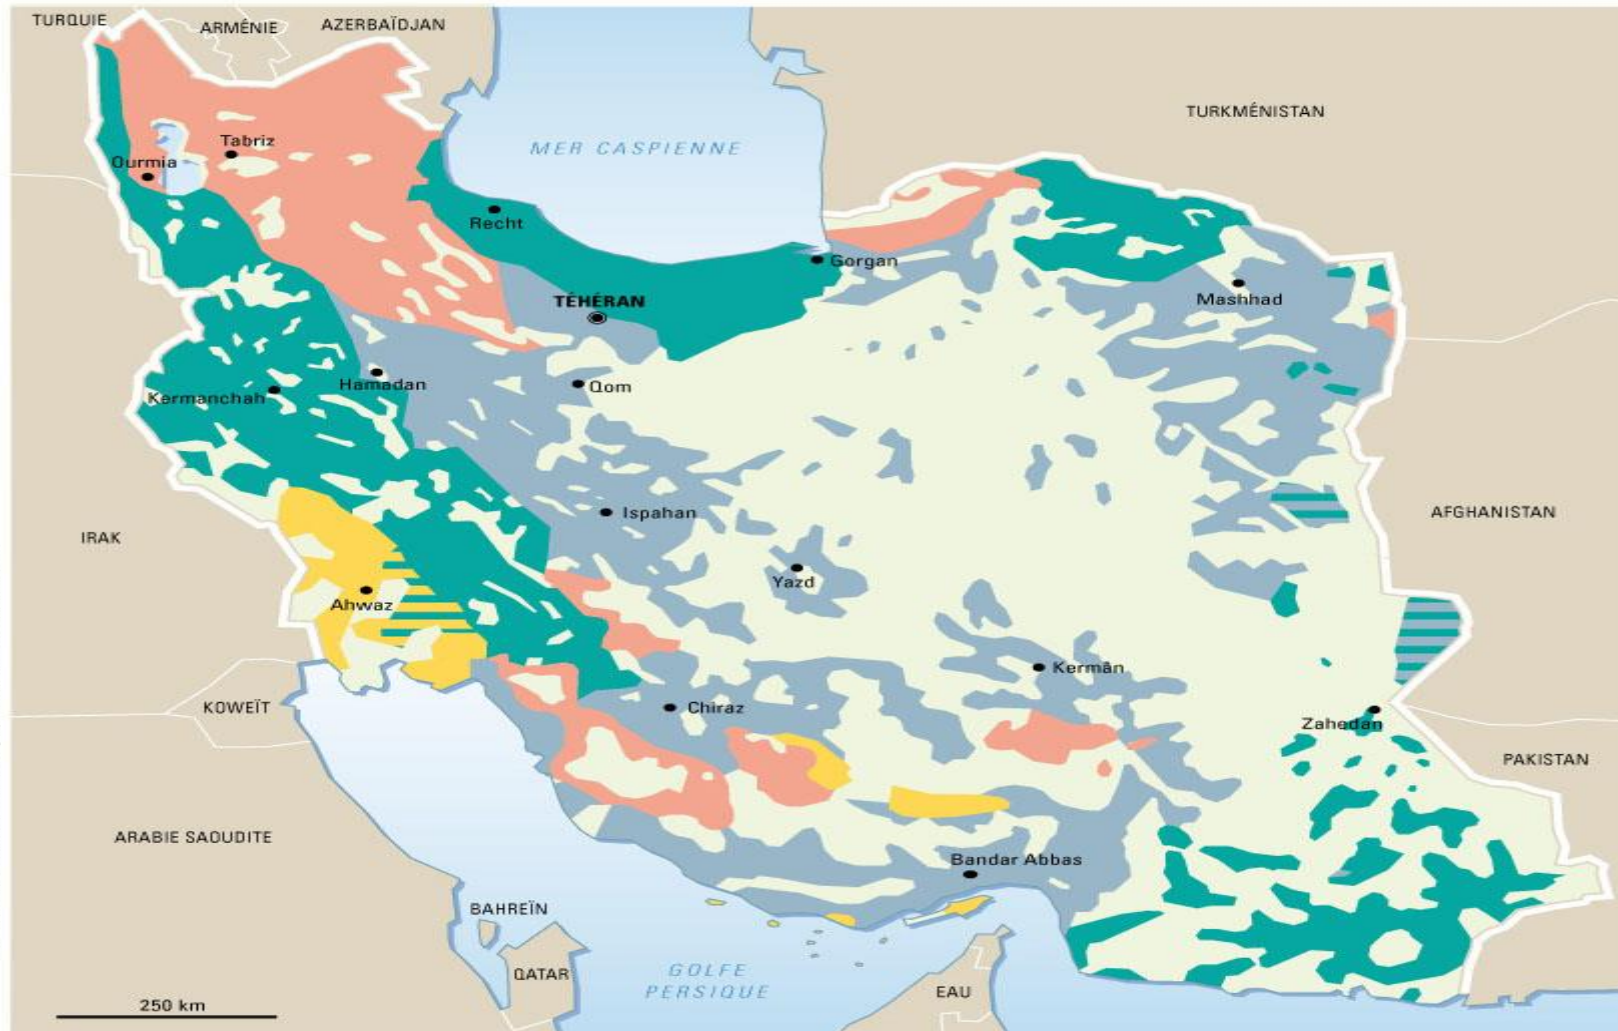 TURQUIE
ARMÉNIE
AZERBAÏDJAN
TURKMÉNISTAN
MER CASPIENNE
Tabriz
Ourmia
Recht
Gorgan
Mashhad
TÉHÉRAN
Hamadan
Qom
Kermanchah
Ispahan
AFGHANISTAN
IRAK
Yazd
Ahwaz
Kermân
KOWEÏT
Chiraz
Zahedan
PAKISTAN
ARABIE SAOUDITE
Bandar Abbas
BAHREÏN
QATAR
GOLFE
PERSIQUE
EAU
250 km